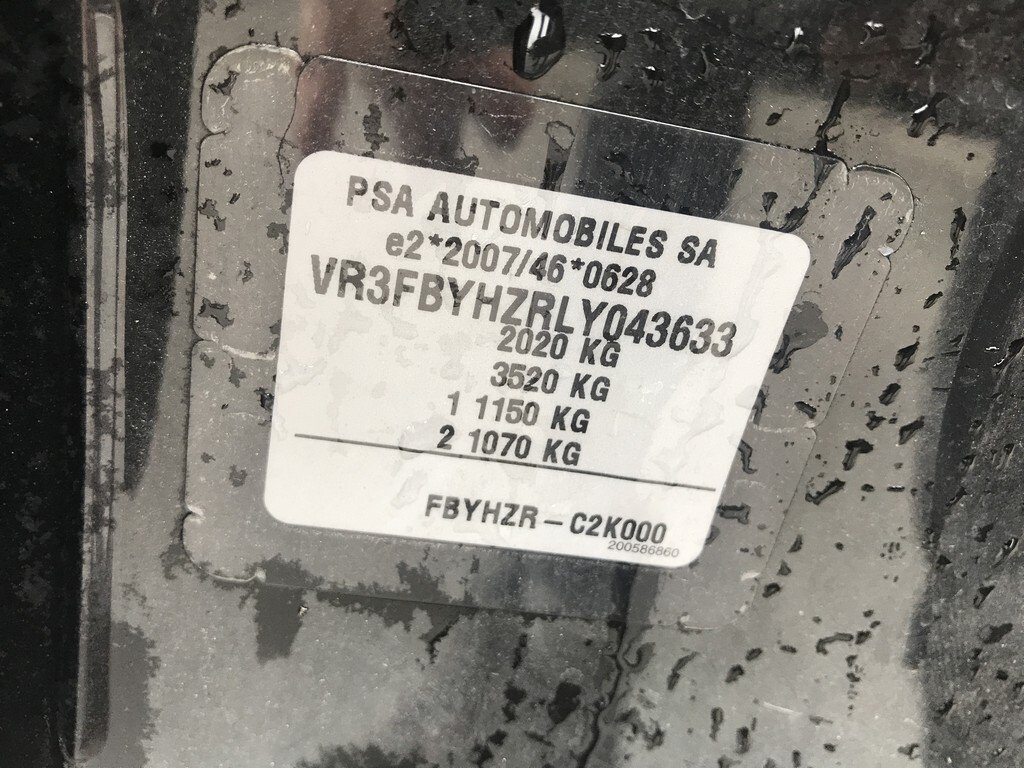 PSA AUTOMOBILES SA
e2*2007/46*0628
VR3FBYHZRLY043633
2020 KG
3520 KG
1 1150 KG
2 1070 KG
FBYHZR – C2K000
200586860